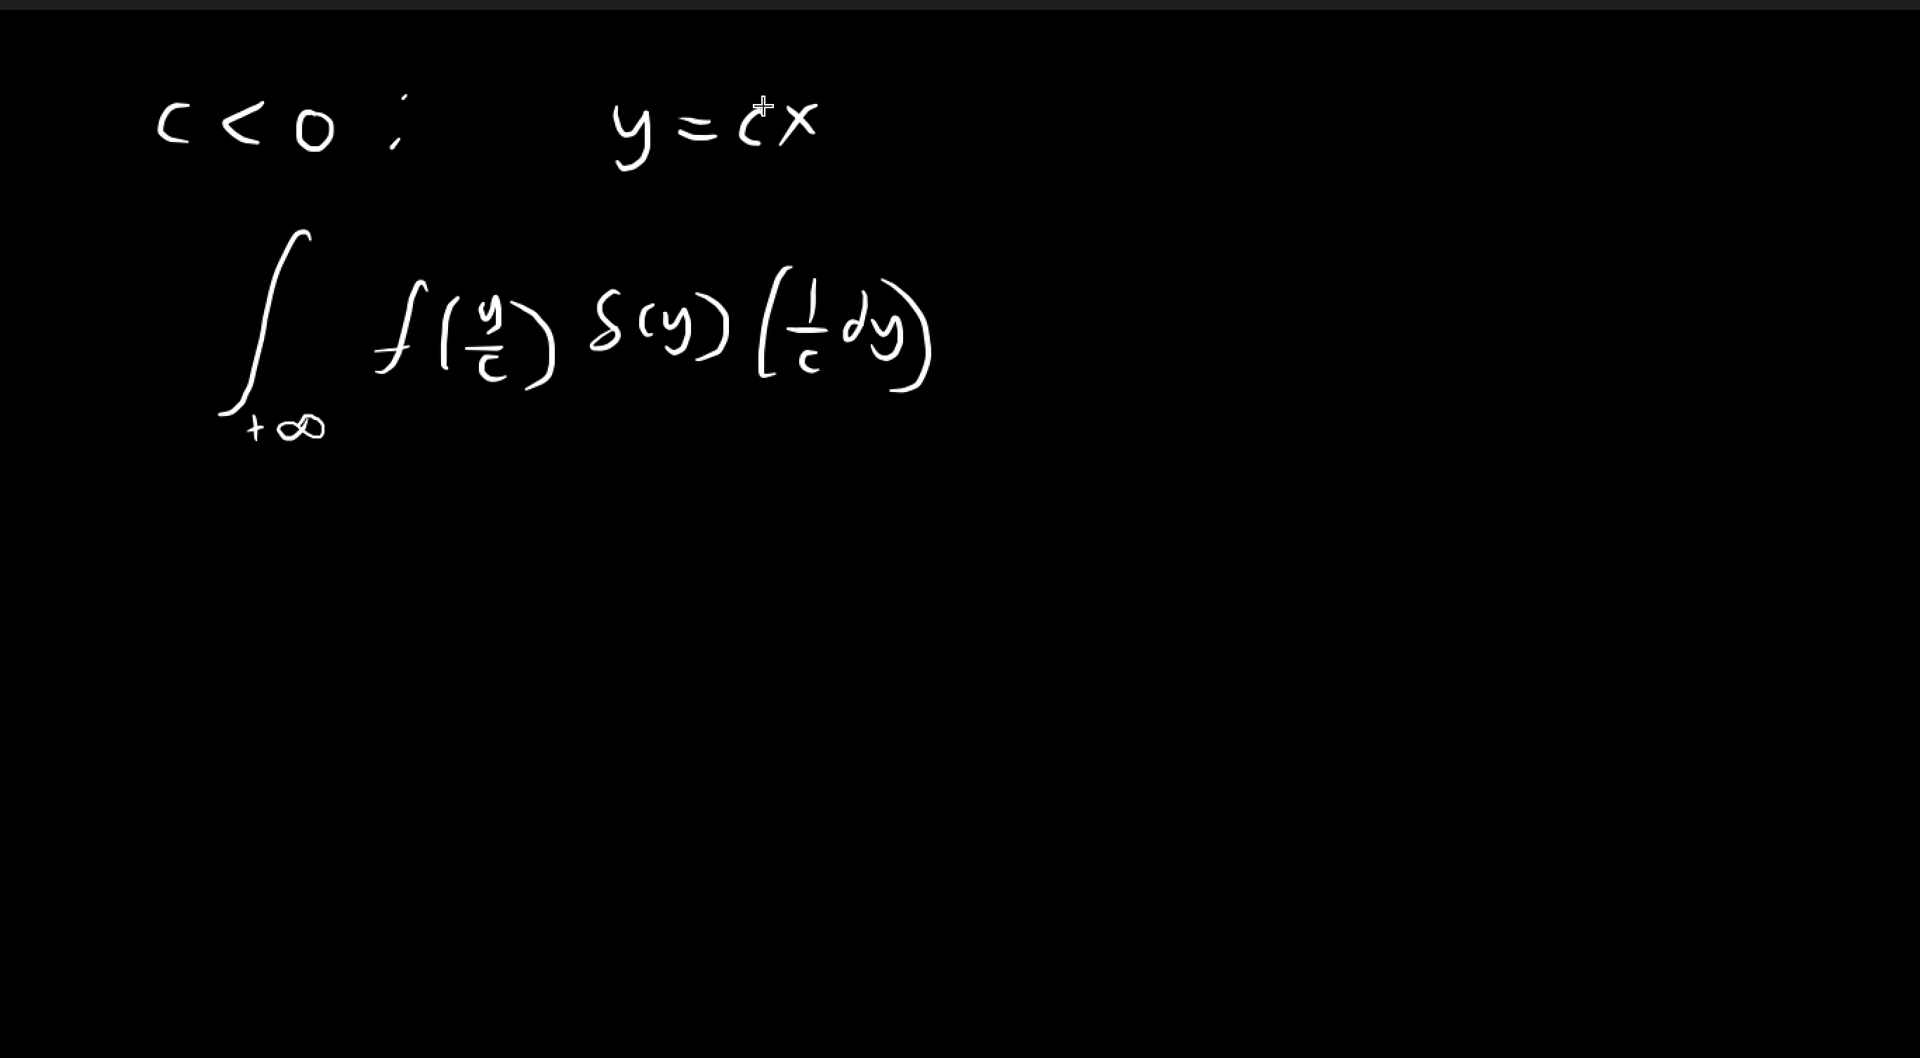 c < 0 : y = cx
∫_{+∞} f(y/c) δ(y) (1/c dy)